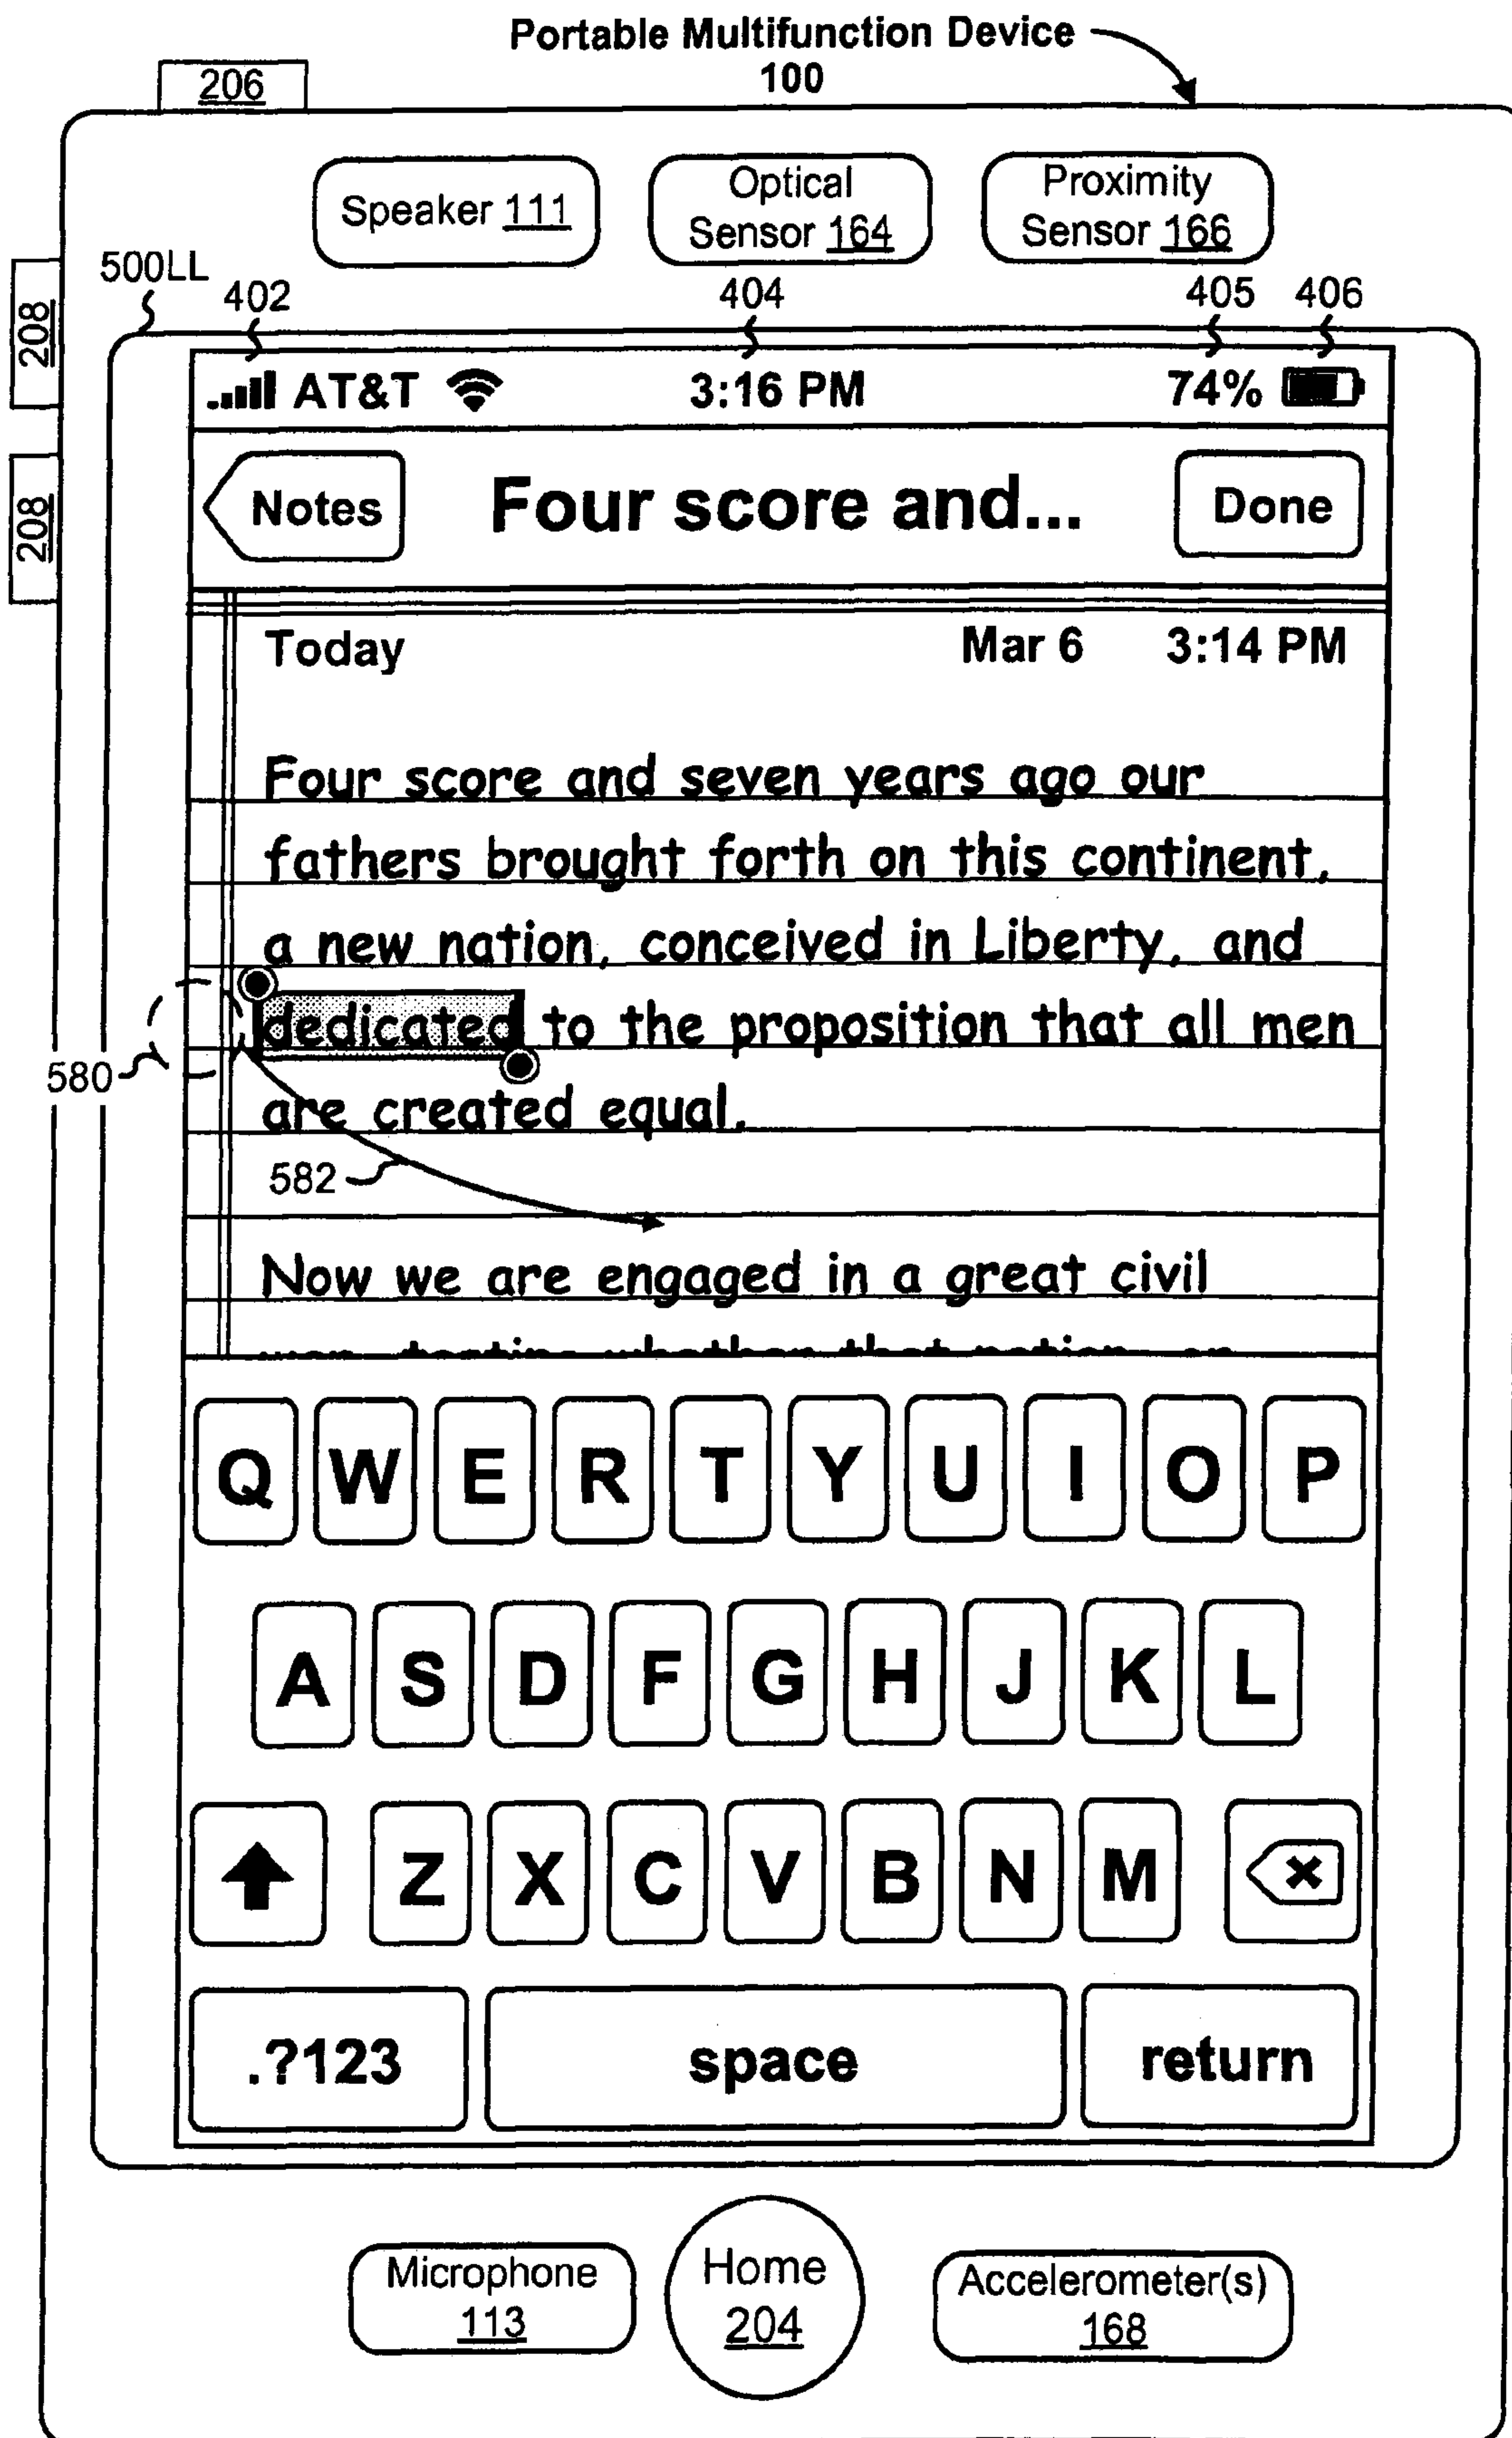 Portable Multifunction Device
100
206
Speaker 111
Optical
Sensor 164
Proximity
Sensor 166
208
208
500LL
402
404
405
406
AT&T 3:16 PM 74%
Notes Four score and... Done
Today Mar 6 3:14 PM
Four score and seven years ago our
fathers brought forth on this continent,
a new nation, conceived in Liberty, and
dedicated to the proposition that all men
580
are created equal.
582
Now we are engaged in a great civil
Q W E R T Y U I O P
A S D F G H J K L
Z X C V B N M
.?123 space return
Microphone
113
Home
204
Accelerometer(s)
168